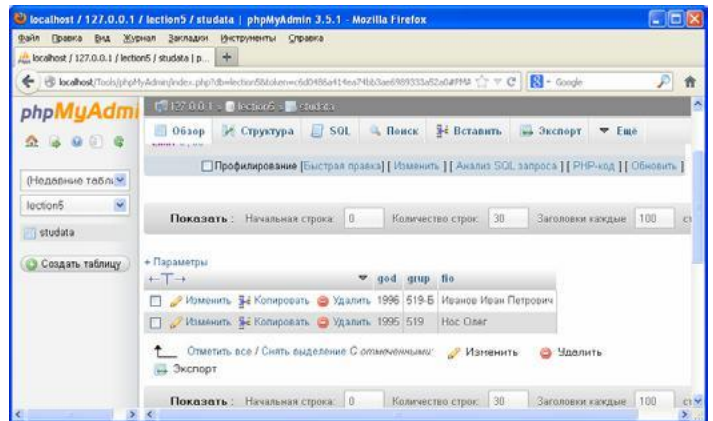 localhost / 127.0.0.1 / lection5 / studata | phpMyAdmin 3.5.1 - Mozilla Firefox
Файл Правка Вид Журнал Закладки Инструменты Справка
localhost / 127.0.0.1 / lection5 / studata | p...
Google
phpMyAdmi
127.0.0.1 » lection5 » studata
Обзор Структура SQL Поиск Вставить Экспорт Ещё
Профилирование [Быстрая правка] [ Изменить ] [ Анализ SQL запроса ] [ PHP-код ] [ Обновить ]
(Недавние табли
lection5
studata
Создать таблицу
Показать : Начальная строка: 0 Количество строк: 30 Заголовки каждые 100 ст
+ Параметры
←T→ god grup fio
Изменить Копировать Удалить 1996 519-Б Иванов Иван Петрович
Изменить Копировать Удалить 1995 519 Нос Олег
Отметить все / Снять выделение С отмеченными: Изменить Удалить
Экспорт
Показать : Начальная строка: 0 Количество строк: 30 Заголовки каждые 100 ст